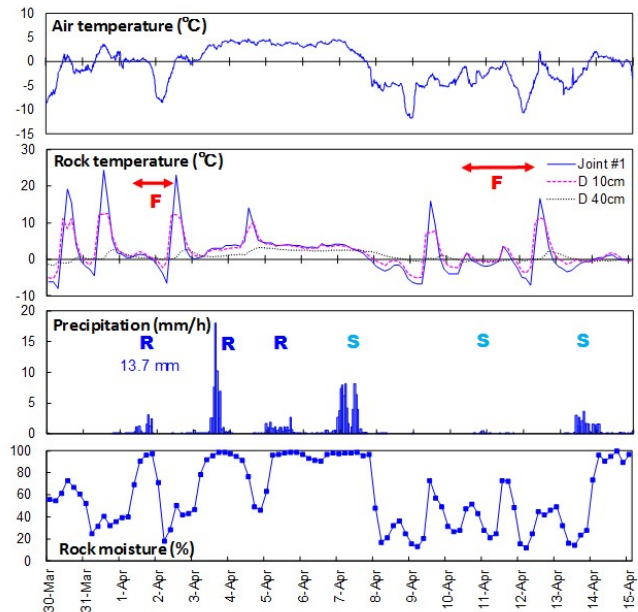 Air temperature (°C)
10
5
0
-5
-10
-15
Rock temperature (°C)
30
20
10
0
-10
F
F
Joint #1
D 10cm
D 40cm
Precipitation (mm/h)
20
15
10
5
0
R
R
R
S
S
S
13.7 mm
100
80
60
40
20
0
Rock moisture (%)
30-Mar
31-Mar
1-Apr
2-Apr
3-Apr
4-Apr
5-Apr
6-Apr
7-Apr
8-Apr
9-Apr
10-Apr
11-Apr
12-Apr
13-Apr
14-Apr
15-Apr